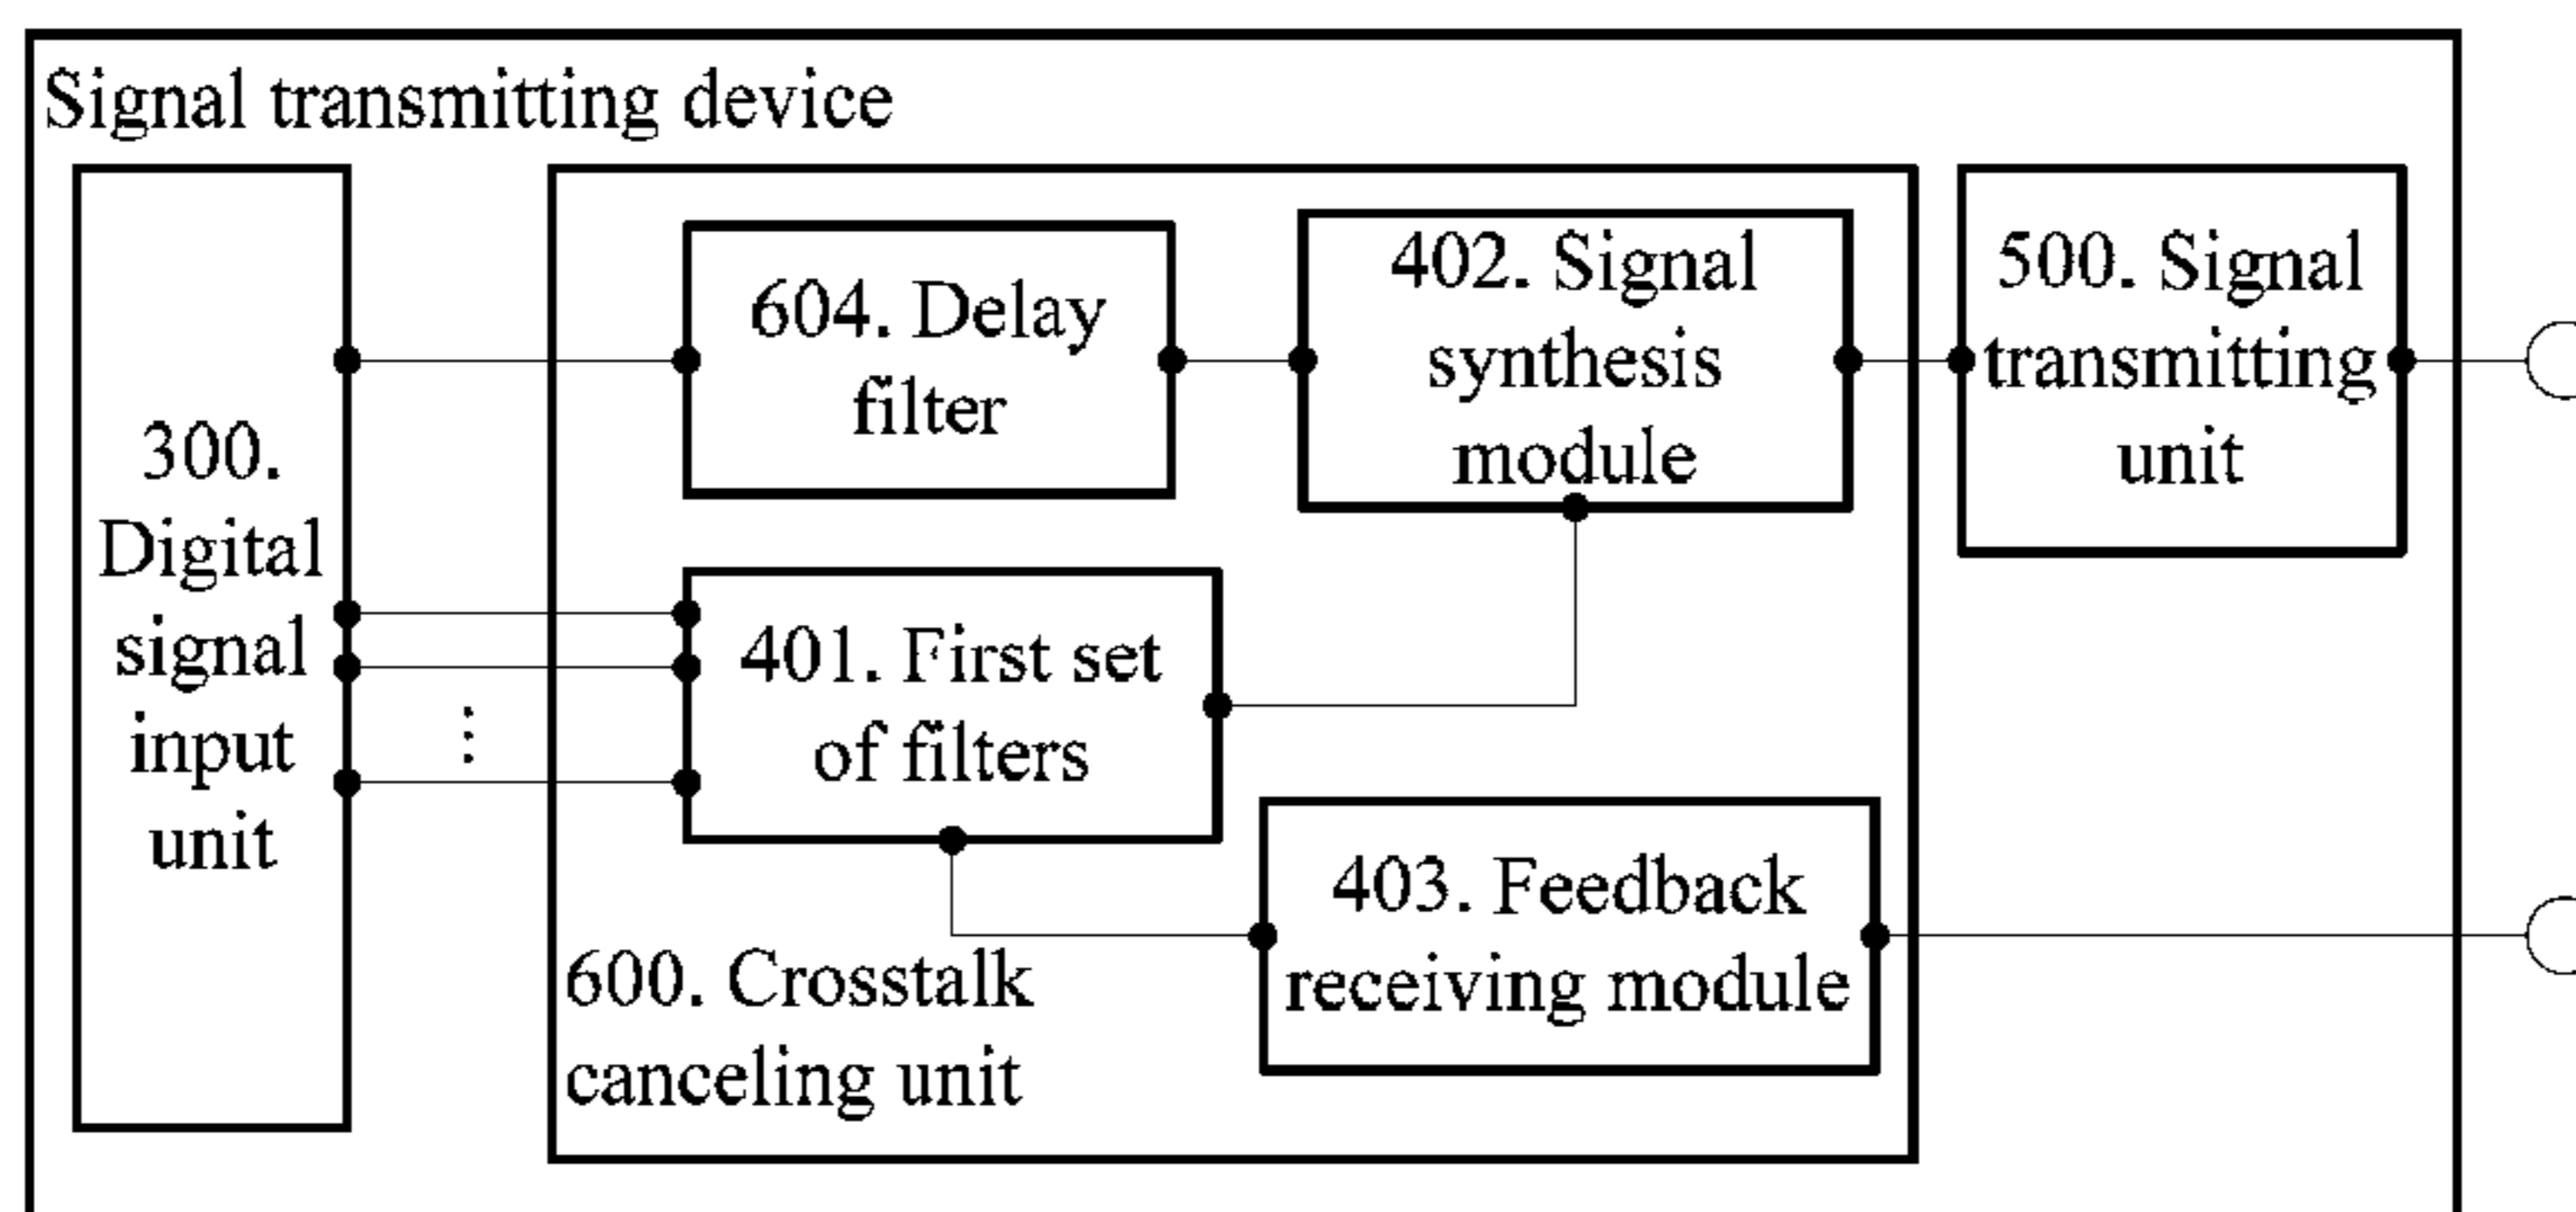 Signal transmitting device
300.
Digital
signal
input
unit
604. Delay
filter
402. Signal
synthesis
module
500. Signal
transmitting
unit
401. First set
of filters
403. Feedback
receiving module
600. Crosstalk
canceling unit